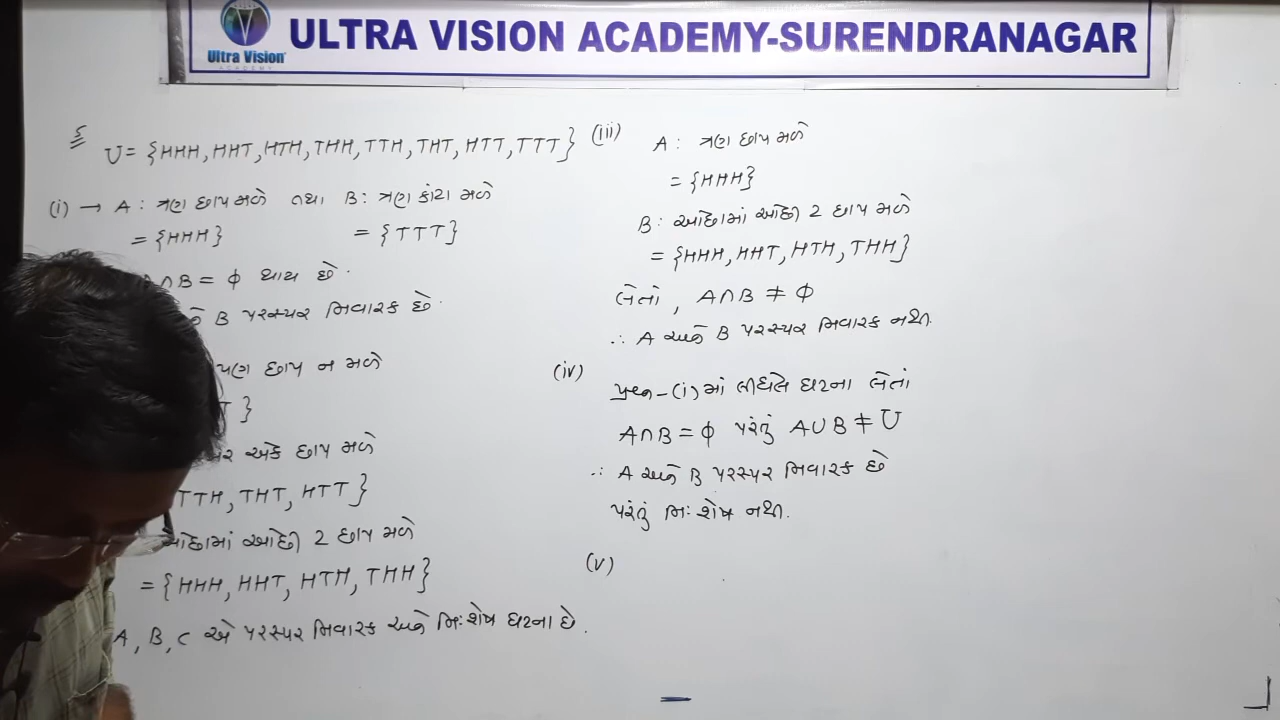 Ultra Vision
ACADEMY
ULTRA VISION ACADEMY-SURENDRANAGAR
U = {HHH, HHT, HTH, THH, TTH, THT, HTT, TTT}
(i) → A : ત્રણ છાપ મળે તથા B : ત્રણ કાંટા મળે
= {HHH} = {TTT}
A∩B = ϕ થાય છે.
B પરસ્પર નિવારક છે.
પણ છાપ ન મળે
T }
એક છાપ મળે
TTH, THT, HTT }
ઓછામાં ઓછી 2 છાપ મળે
= {HHH, HHT, HTH, THH}
A, B, C એ પરસ્પર નિવારક અને નિઃશેષ ઘટના છે.
(iii) A : ત્રણ છાપ મળે
= {HHH}
B : ઓછામાં ઓછી 2 છાપ મળે
= {HHH, HHT, HTH, THH}
લેતાં, A∩B ≠ ϕ
∴ A અને B પરસ્પર નિવારક નથી.
(iv) પ્રશ્ન-(i)માં લીધેલ ઘટના લેતાં
A∩B = ϕ પરંતું A∪B ≠ U
∴ A અને B પરસ્પર નિવારક છે
પરંતું નિઃશેષ નથી.
(v)